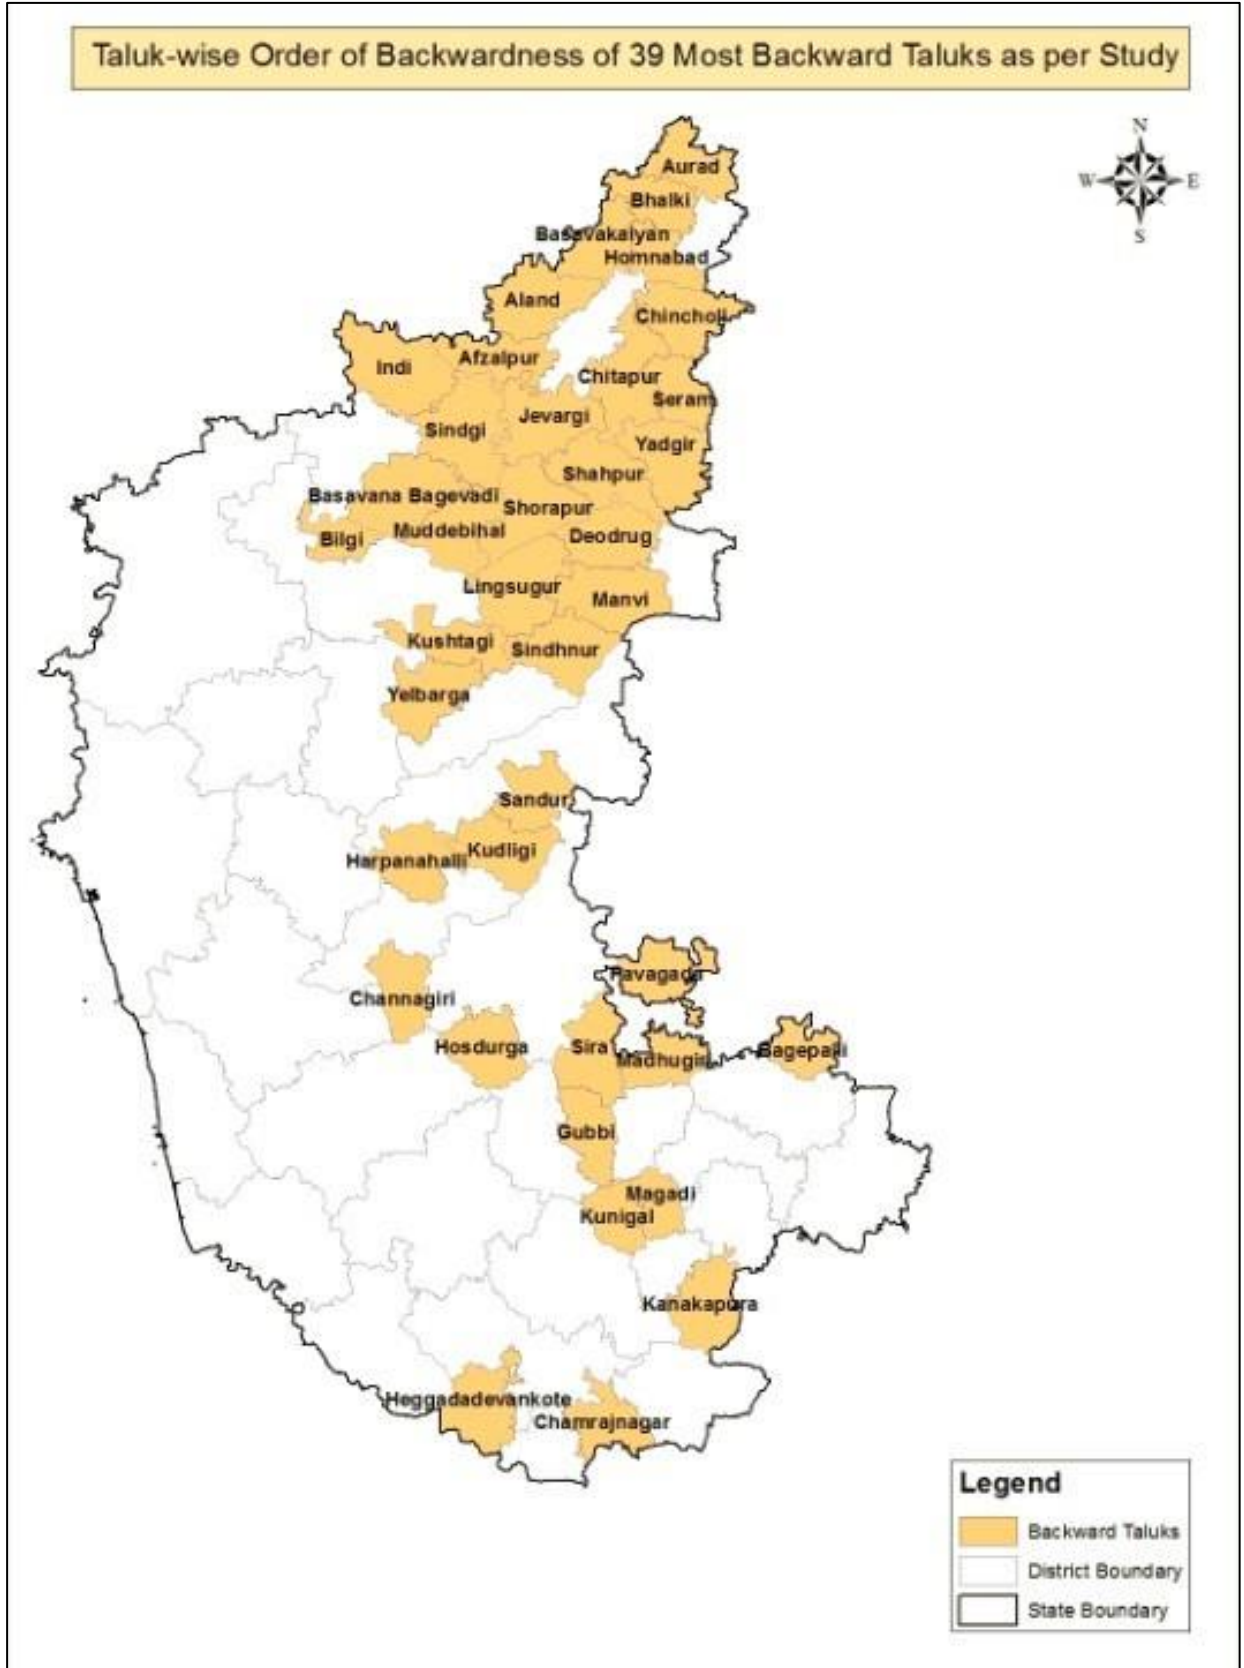 Taluk-wise Order of Backwardness of 39 Most Backward Taluks as per Study
N
W
E
S
Aurad
Bhalki
Basavakalyan
Homnabad
Aland
Chincholi
Afzalpur
Indi
Chitapur
Seram
Jevargi
Sindgi
Yadgir
Shahpur
Basavana Bagevadi
Shorapur
Muddebihal
Deodrug
Bilgi
Lingsugur
Manvi
Kushtagi
Sindhnur
Yelbarga
Sandur
Kudligi
Harpanahalli
Pavagada
Channagiri
Hosdurga
Sira
Madhugiri
Bagepalli
Gubbi
Magadi
Kunigal
Kanakapura
Heggadadevankote
Chamrajnagar
Legend
Backward Taluks
District Boundary
State Boundary